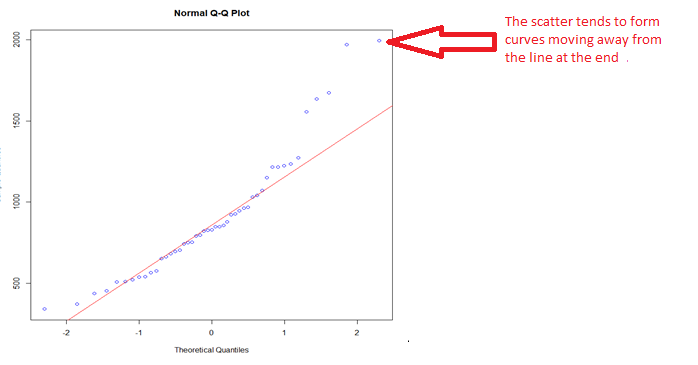 Normal Q-Q Plot
The scatter tends to form
curves moving away from
the line at the end .
2000
1500
1000
500
-2 -1 0 1 2
Theoretical Quantiles